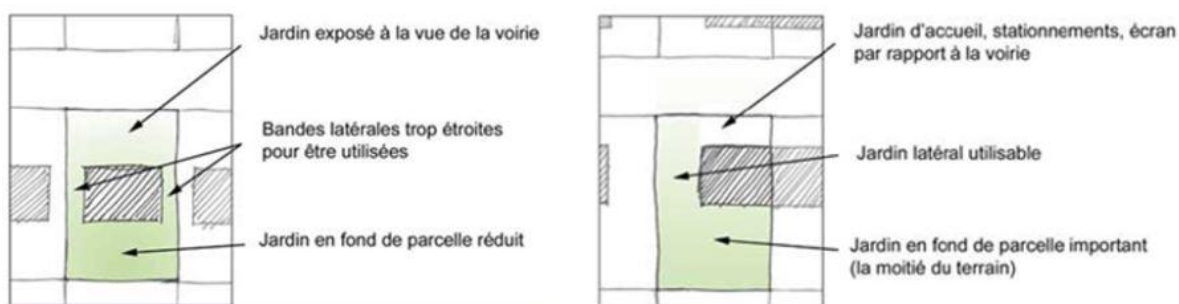 Jardin exposé à la vue de la voirie
Bandes latérales trop étroites
pour être utilisées
Jardin en fond de parcelle réduit
Jardin d'accueil, stationnements, écran
par rapport à la voirie
Jardin latéral utilisable
Jardin en fond de parcelle important
(la moitié du terrain)